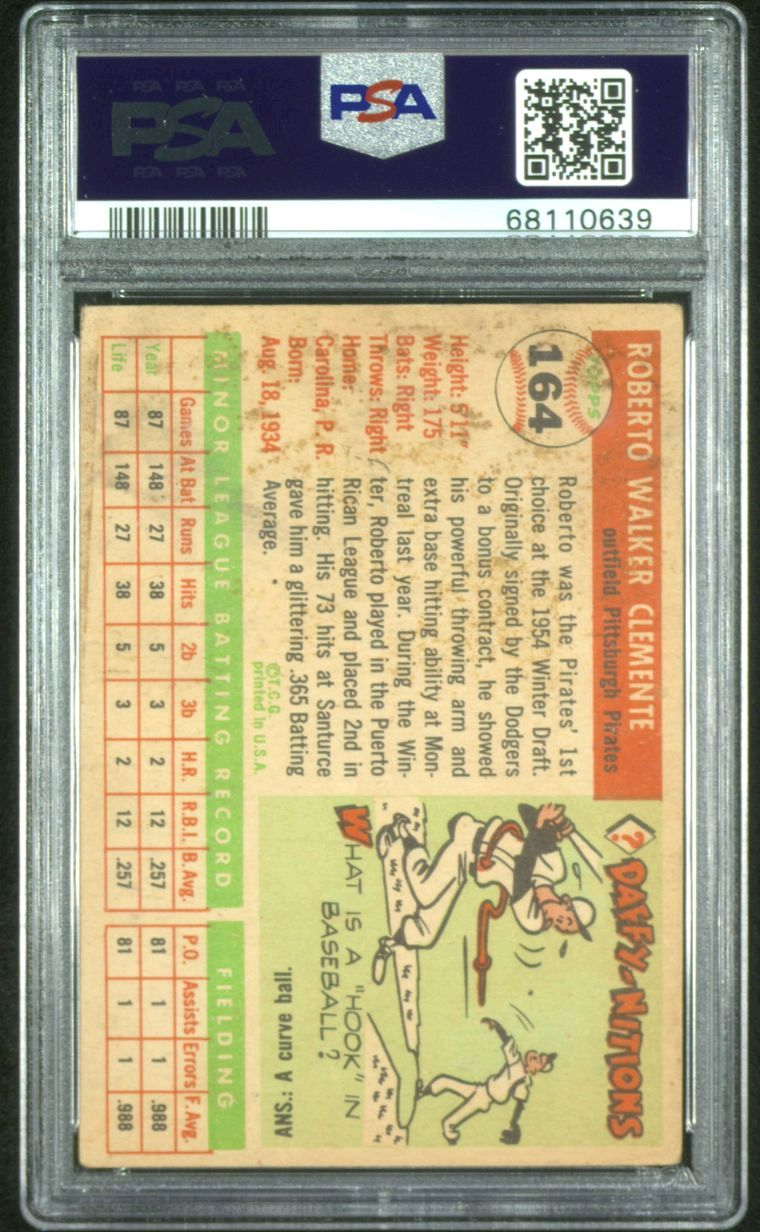 PSA PSA PSA
PSA
PSA PSA PSA
PSA
68110639
ROBERTO WALKER CLEMENTE
outfield Pittsburgh Pirates
TOPPS
164
Height: 5'11"
Weight: 175
Bats: Right
Throws: Right
Home:
Carolina, P. R.
Born:
Aug. 18, 1934
Roberto was the Pirates' 1st
choice at the 1954 Winter Draft.
Originally signed by the Dodgers
to a bonus contract, he showed
his powerful throwing arm and
extra base hitting ability at Mon-
treal last year. During the Win-
ter, Roberto played in the Puerto
Rican League and placed 2nd in
hitting. His 73 hits at Santurce
gave him a glittering .365 Batting
Average.
©T.C.G.
printed in U.S.A.
? DAFFY-NITIONS
WHAT IS A "HOOK" IN
BASEBALL?
ANS.: A curve ball.
MINOR LEAGUE BATTING RECORD FIELDING
Games At Bat Runs Hits 2b 3b H.R. R.B.I. B. Avg. P.O. Assists Errors F. Avg.
Year 87 148 27 38 5 3 2 12 .257 81 1 1 .988
Life 87 148 27 38 5 3 2 12 .257 81 1 1 .988